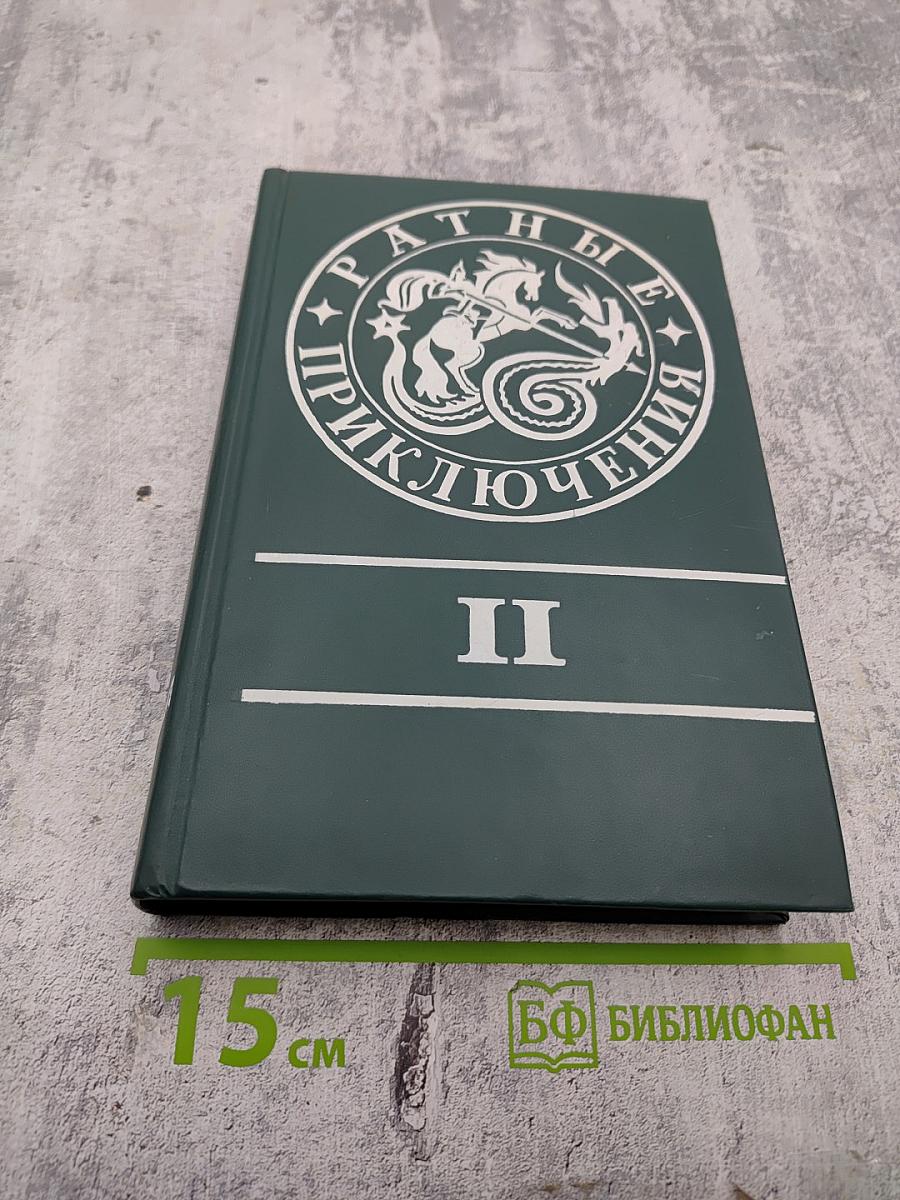 РАТНЫЕ
ПРИКЛЮЧЕНИЯ
II
15 см
БФ БИБЛИОФАН